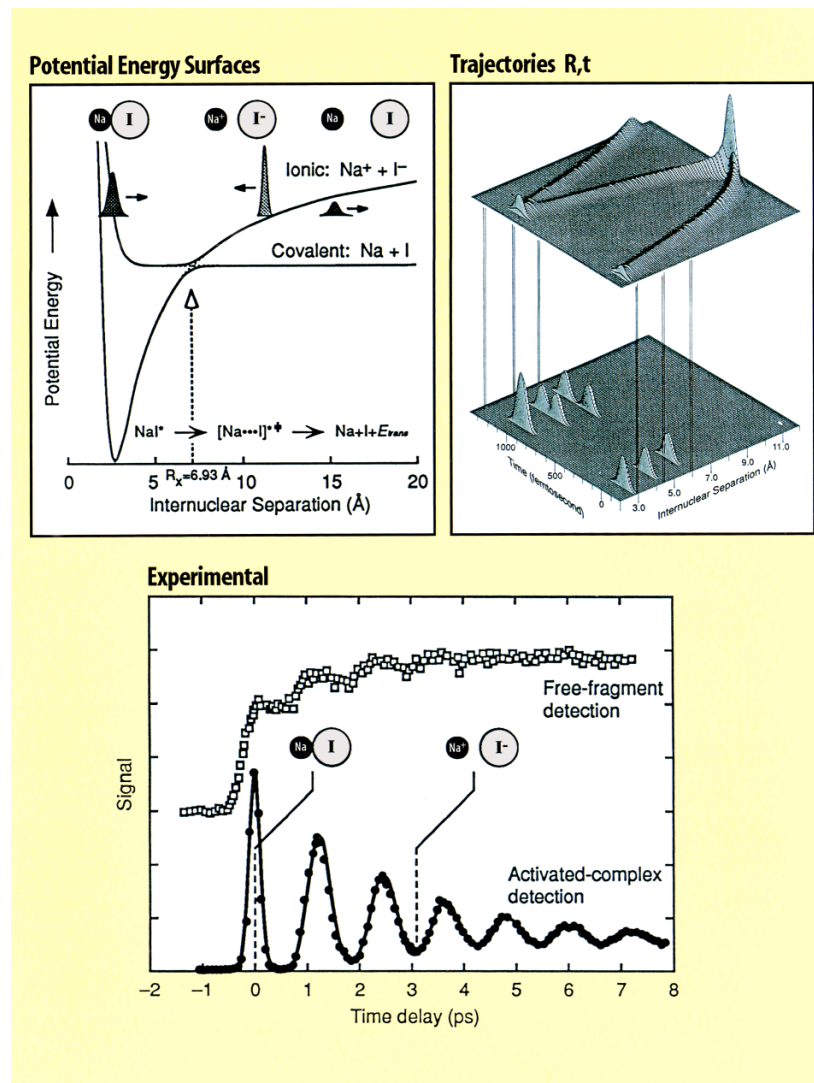 Potential Energy Surfaces
Trajectories R,t
Na I Na⁺ I- Na I
Ionic: Na⁺ + I⁻
Covalent: Na + I
Potential Energy
NaI* → [Na•••I]*‡ → Na+I+Etrans
Rx=6.93 Å
0 5 10 15 20
Internuclear Separation (Å)
1000 500 0
Time (femtosecond)
3.0 5.0 7.0 9.0 11.0
Internuclear Separation (Å)
Experimental
Free-fragment
detection
Na I Na⁺ I-
Signal
Activated-complex
detection
−2 −1 0 1 2 3 4 5 6 7 8
Time delay (ps)